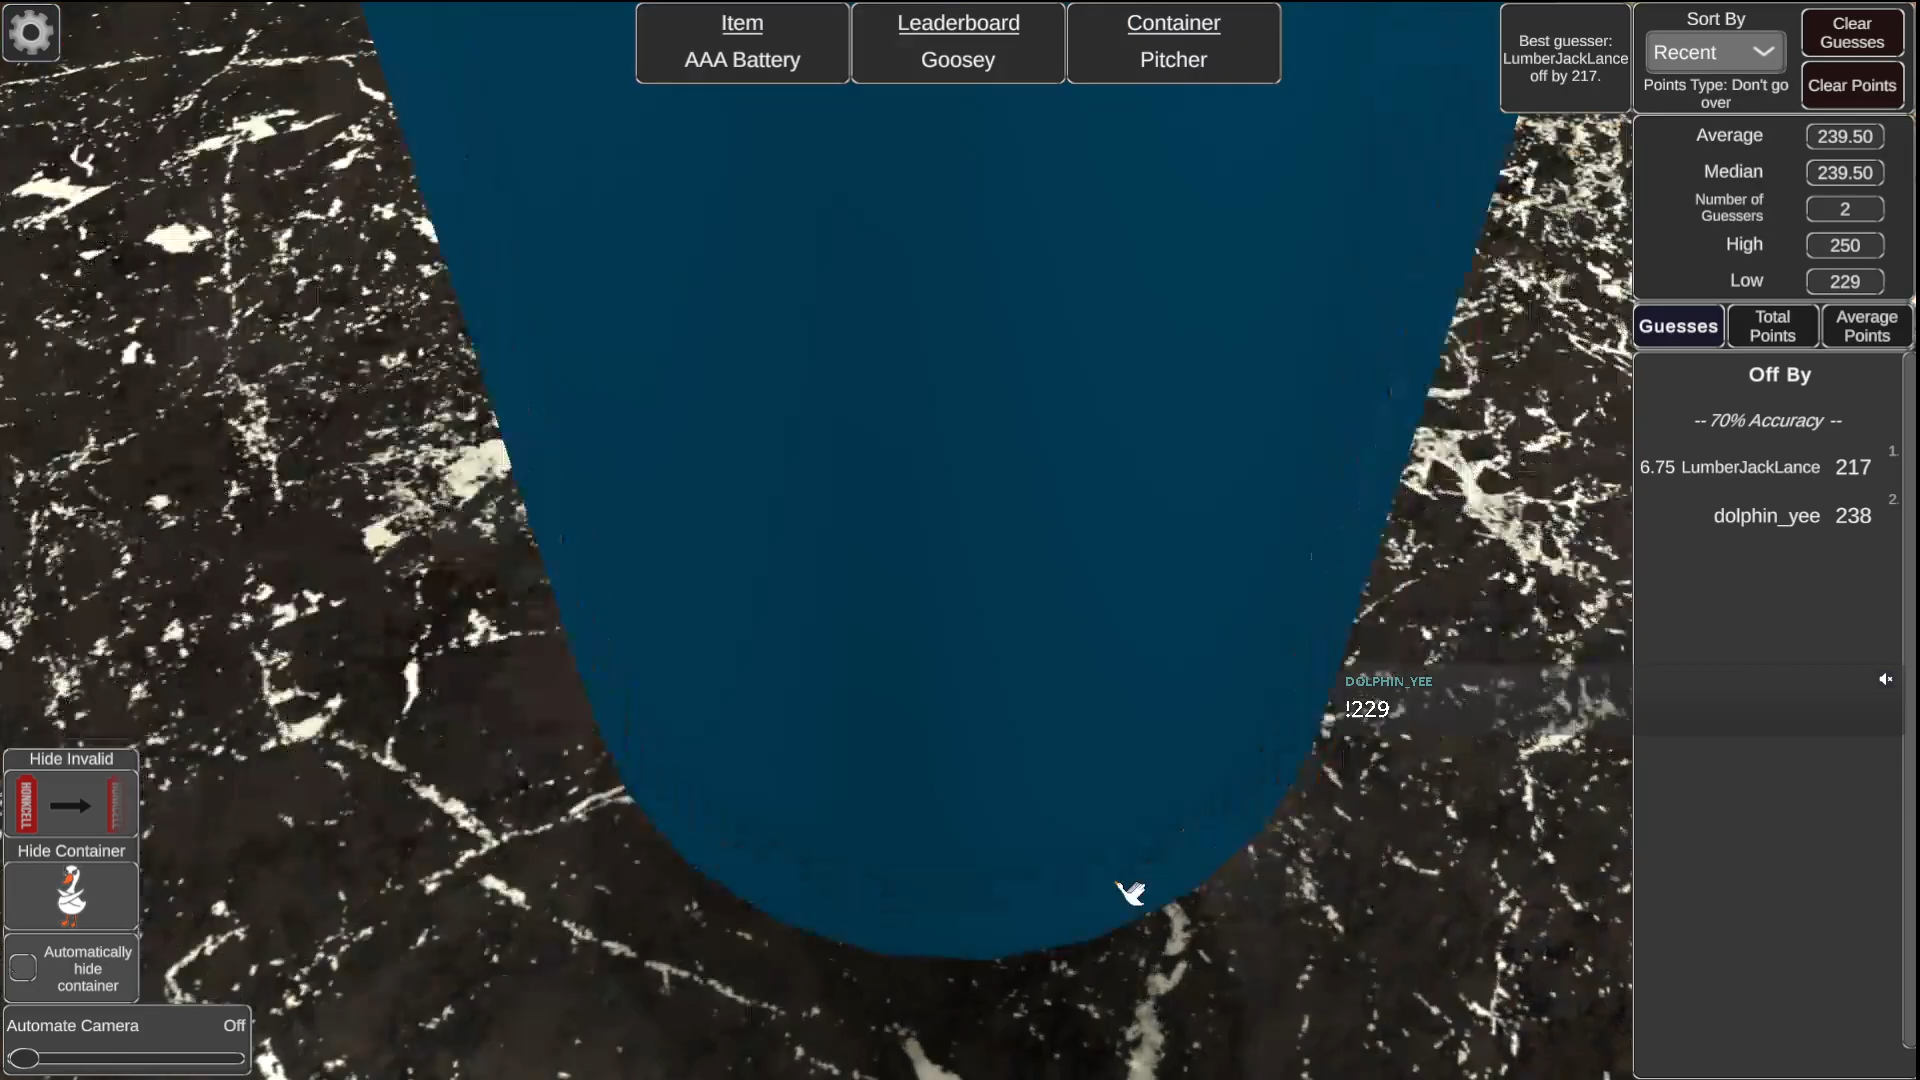 Item
AAA Battery
Leaderboard
Goosey
Container
Pitcher
Best guesser:
LumberJackLance
off by 217.
Sort By
Recent
Points Type: Don't go
over
Clear
Guesses
Clear Points
Average
239.50
Median
239.50
Number of
Guessers
2
High
250
Low
229
Guesses
Total
Points
Average
Points
Off By
-- 70% Accuracy --
1.
6.75 LumberJackLance 217
2.
dolphin_yee 238
DOLPHIN_YEE
!229
Hide Invalid
HONKCELL
HONKCELL
Hide Container
Automatically
hide
container
Automate Camera Off